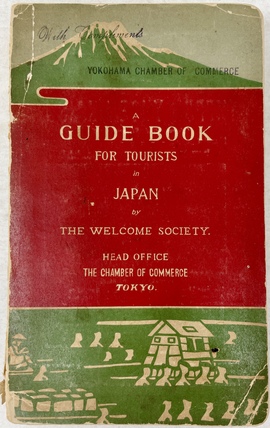 With Compliments
YOKOHAMA CHAMBER OF COMMERCE
A
GUIDE BOOK
FOR TOURISTS
in
JAPAN
by
THE WELCOME SOCIETY.
HEAD OFFICE
THE CHAMBER OF COMMERCE
TOKYO.